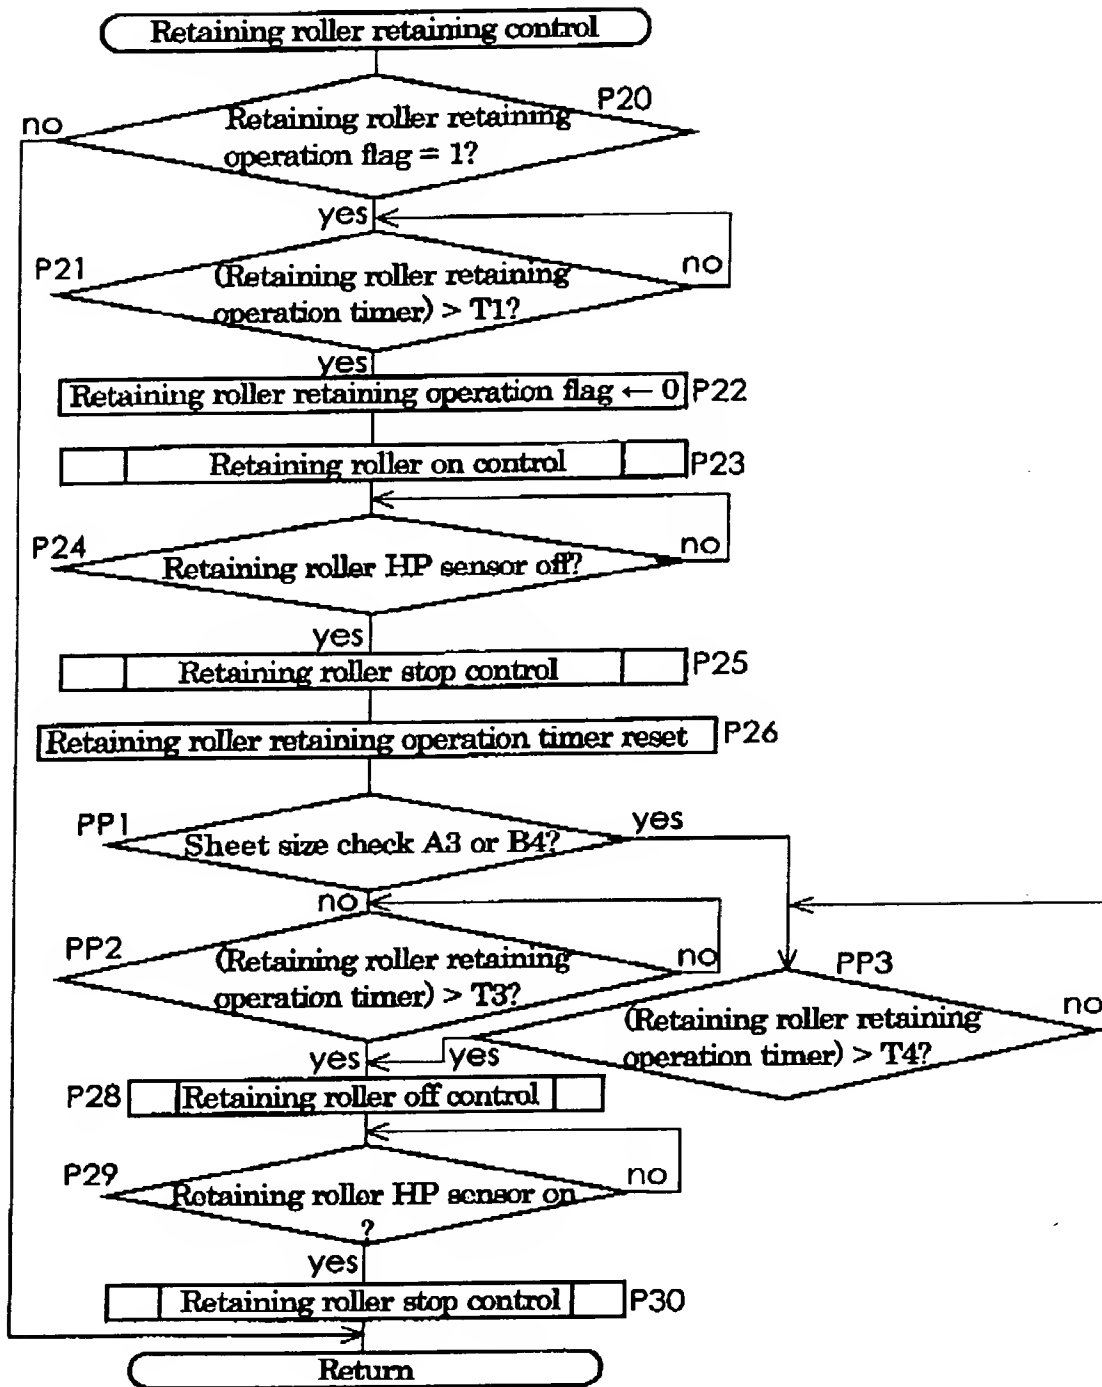 Retaining roller retaining control
P20
no
Retaining roller retaining
operation flag = 1?
yes
P21
no
(Retaining roller retaining
operation timer) > T1?
yes
Retaining roller retaining operation flag ← 0
P22
Retaining roller on control
P23
P24
no
Retaining roller HP sensor off?
yes
Retaining roller stop control
P25
Retaining roller retaining operation timer reset
P26
PP1
yes
Sheet size check A3 or B4?
no
PP2
no
(Retaining roller retaining
operation timer) > T3?
PP3
no
(Retaining roller retaining
operation timer) > T4?
yes
yes
P28
Retaining roller off control
P29
no
Retaining roller HP sensor on
?
yes
Retaining roller stop control
P30
Return